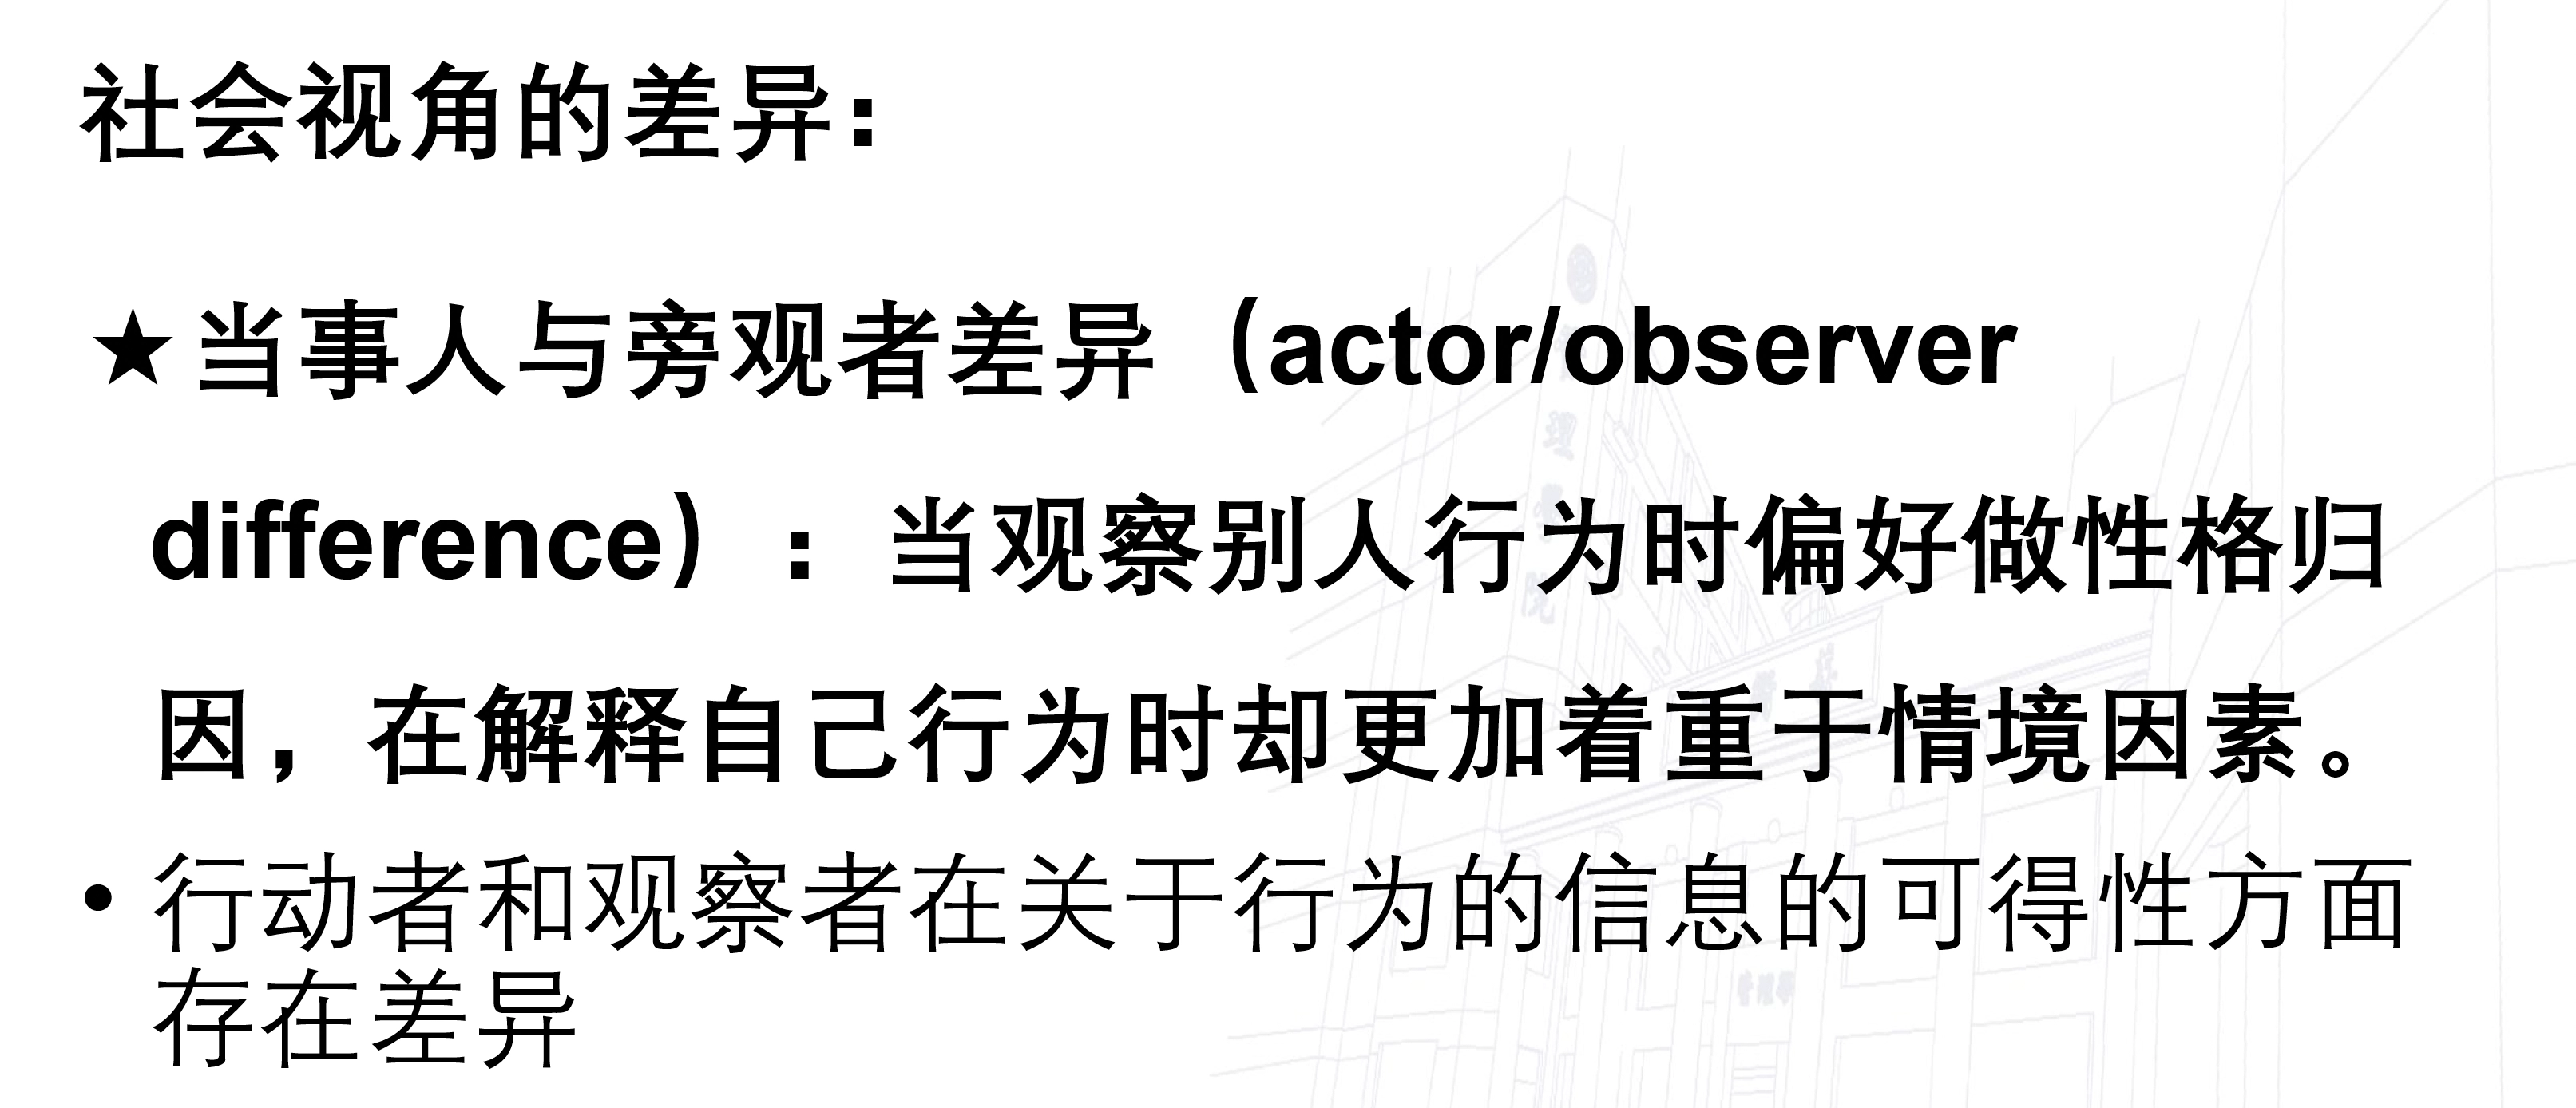 社会视角的差异：
★当事人与旁观者差异（actor/observer
difference）：当观察别人行为时偏好做性格归
因，在解释自己行为时却更加着重于情境因素。
• 行动者和观察者在关于行为的信息的可得性方面
存在差异